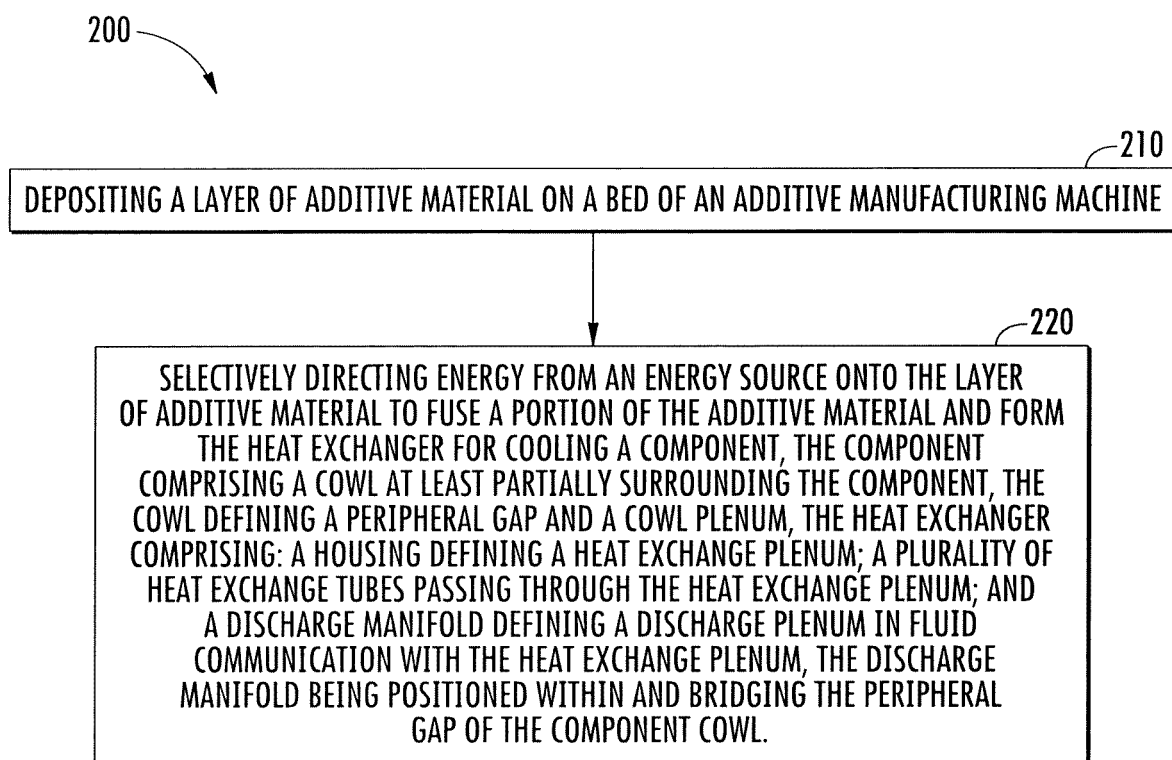 200
210
DEPOSITING A LAYER OF ADDITIVE MATERIAL ON A BED OF AN ADDITIVE MANUFACTURING MACHINE
220
SELECTIVELY DIRECTING ENERGY FROM AN ENERGY SOURCE ONTO THE LAYER
OF ADDITIVE MATERIAL TO FUSE A PORTION OF THE ADDITIVE MATERIAL AND FORM
THE HEAT EXCHANGER FOR COOLING A COMPONENT, THE COMPONENT
COMPRISING A COWL AT LEAST PARTIALLY SURROUNDING THE COMPONENT, THE
COWL DEFINING A PERIPHERAL GAP AND A COWL PLENUM, THE HEAT EXCHANGER
COMPRISING: A HOUSING DEFINING A HEAT EXCHANGE PLENUM; A PLURALITY OF
HEAT EXCHANGE TUBES PASSING THROUGH THE HEAT EXCHANGE PLENUM; AND
A DISCHARGE MANIFOLD DEFINING A DISCHARGE PLENUM IN FLUID
COMMUNICATION WITH THE HEAT EXCHANGE PLENUM, THE DISCHARGE
MANIFOLD BEING POSITIONED WITHIN AND BRIDGING THE PERIPHERAL
GAP OF THE COMPONENT COWL.